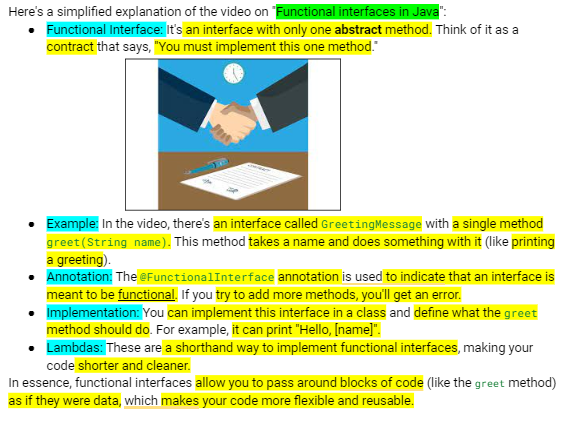 Here's a simplified explanation of the video on "Functional interfaces in Java":
• Functional Interface: It's an interface with only one abstract method. Think of it as a
contract that says, "You must implement this one method."
• Example: In the video, there's an interface called GreetingMessage with a single method
greet(String name). This method takes a name and does something with it (like printing
a greeting).
• Annotation: The @FunctionalInterface annotation is used to indicate that an interface is
meant to be functional. If you try to add more methods, you'll get an error.
• Implementation: You can implement this interface in a class and define what the greet
method should do. For example, it can print "Hello, [name]".
• Lambdas: These are a shorthand way to implement functional interfaces, making your
code shorter and cleaner.
In essence, functional interfaces allow you to pass around blocks of code (like the greet method)
as if they were data, which makes your code more flexible and reusable.